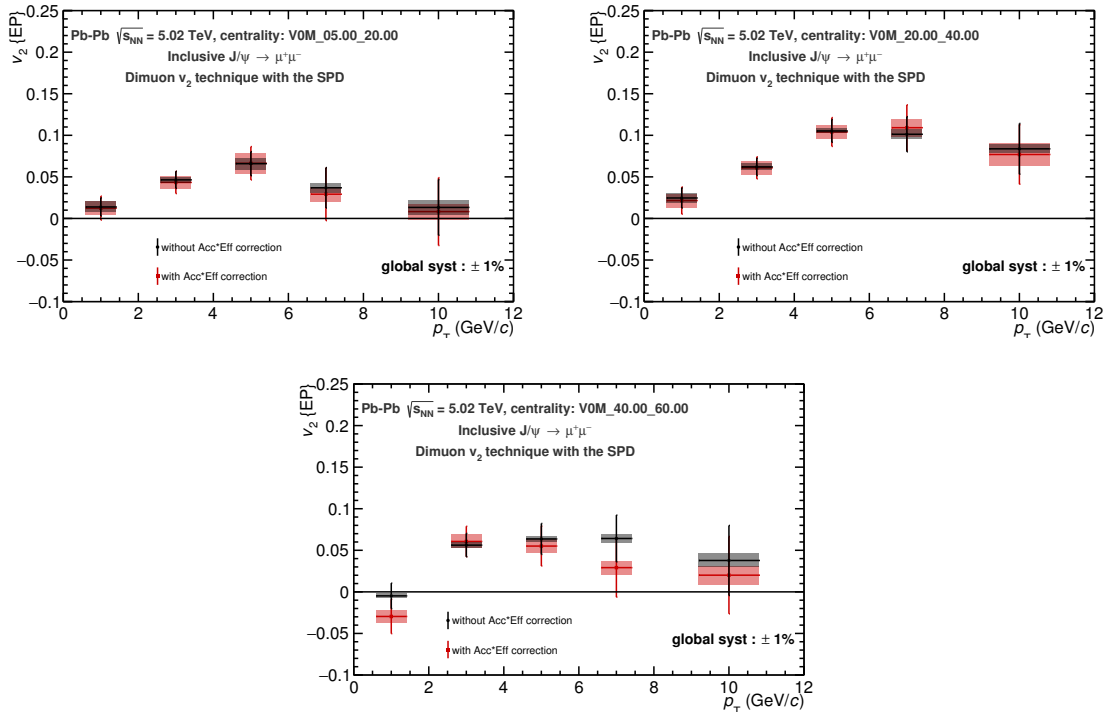 v₂ {EP}
0.25
0.2
0.15
0.1
0.05
0
−0.05
−0.1
Pb-Pb √sNN = 5.02 TeV, centrality: V0M_05.00_20.00
Inclusive J/ψ → μ⁺μ⁻
Dimuon v₂ technique with the SPD
without Acc*Eff correction
with Acc*Eff correction
global syst : ± 1%
0 2 4 6 8 10 12
pT (GeV/c)
v₂ {EP}
0.25
0.2
0.15
0.1
0.05
0
−0.05
−0.1
Pb-Pb √sNN = 5.02 TeV, centrality: V0M_20.00_40.00
Inclusive J/ψ → μ⁺μ⁻
Dimuon v₂ technique with the SPD
without Acc*Eff correction
with Acc*Eff correction
global syst : ± 1%
0 2 4 6 8 10 12
pT (GeV/c)
v₂ {EP}
0.25
0.2
0.15
0.1
0.05
0
−0.05
−0.1
Pb-Pb √sNN = 5.02 TeV, centrality: V0M_40.00_60.00
Inclusive J/ψ → μ⁺μ⁻
Dimuon v₂ technique with the SPD
without Acc*Eff correction
with Acc*Eff correction
global syst : ± 1%
0 2 4 6 8 10 12
pT (GeV/c)